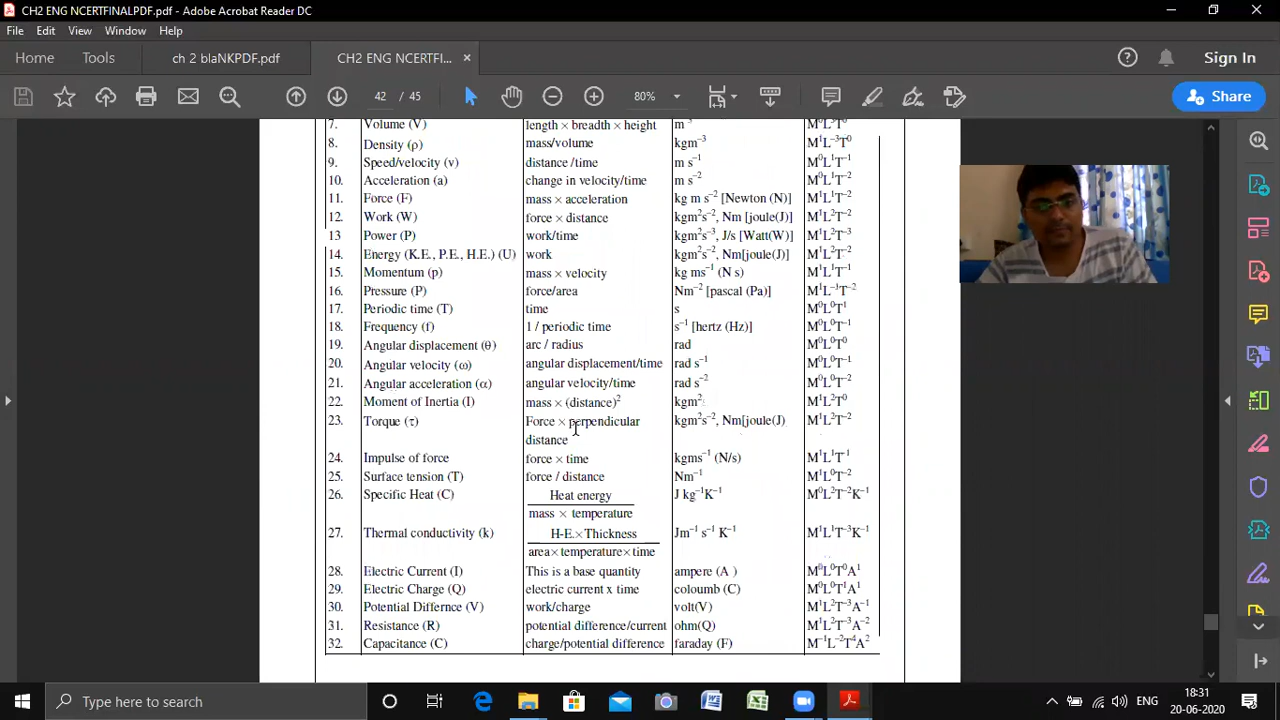 CH2 ENG NCERTFINALPDF.pdf - Adobe Acrobat Reader DC
File Edit View Window Help
Home Tools ch 2 blaNKPDF.pdf CH2 ENG NCERTFI... × Sign In
42 / 45 80% Share
7. Volume (V) length × breadth × height m⁻³ M⁰L³T⁰
8. Density (ρ) mass/volume kgm⁻³ M¹L⁻³T⁰
9. Speed/velocity (v) distance /time m s⁻¹ M⁰L¹T⁻¹
10. Acceleration (a) change in velocity/time m s⁻² M⁰L¹T⁻²
11. Force (F) mass × acceleration kg m s⁻² [Newton (N)] M¹L¹T⁻²
12. Work (W) force × distance kgm²s⁻², Nm [joule(J)] M¹L²T⁻²
13 Power (P) work/time kgm²s⁻³, J/s [Watt(W)] M¹L²T⁻³
14. Energy (K.E., P.E., H.E.) (U) work kgm²s⁻², Nm[joule(J)] M¹L²T⁻²
15. Momentum (p) mass × velocity kg ms⁻¹ (N s) M¹L¹T⁻¹
16. Pressure (P) force/area Nm⁻² [pascal (Pa)] M¹L⁻¹T⁻²
17. Periodic time (T) time s M⁰L⁰T¹
18. Frequency (f) 1 / periodic time s⁻¹ [hertz (Hz)] M⁰L⁰T⁻¹
19. Angular displacement (θ) arc / radius rad M⁰L⁰T⁰
20. Angular velocity (ω) angular displacement/time rad s⁻¹ M⁰L⁰T⁻¹
21. Angular acceleration (α) angular velocity/time rad s⁻² M⁰L⁰T⁻²
22. Moment of Inertia (I) mass × (distance)² kgm² M¹L²T⁰
23. Torque (τ) Force × perpendicular kgm²s⁻², Nm[joule(J) M¹L²T⁻²
distance
24. Impulse of force force × time kgms⁻¹ (N/s) M¹L¹T⁻¹
25. Surface tension (T) force / distance Nm⁻¹ M¹L⁰T⁻²
26. Specific Heat (C) Heat energy J kg⁻¹K⁻¹ M⁰L²T⁻²K⁻¹
mass × temperature
27. Thermal conductivity (k) H-E.×Thickness Jm⁻¹ s⁻¹ K⁻¹ M¹L¹T⁻³K⁻¹
area×temperature×time
28. Electric Current (I) This is a base quantity ampere (A ) M⁰L⁰T⁰A¹
29. Electric Charge (Q) electric current x time coloumb (C) M⁰L⁰T¹A¹
30. Potential Differnce (V) work/charge volt(V) M¹L²T⁻³A⁻¹
31. Resistance (R) potential difference/current ohm(Q) M¹L²T⁻³A⁻²
32. Capacitance (C) charge/potential difference faraday (F) M⁻¹L⁻²T⁴A²
Type here to search ENG 18:31
20-06-2020